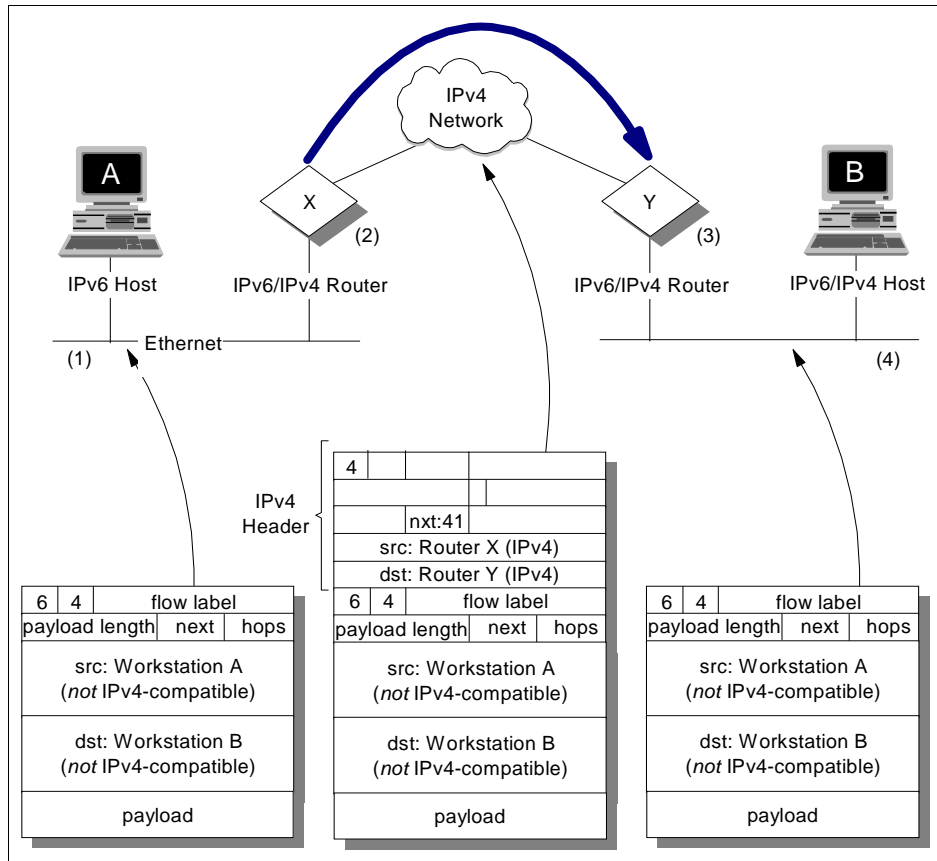 IPv4
Network
A
B
X
Y
(2)
(3)
IPv6 Host
IPv6/IPv4 Router
IPv6/IPv4 Router
IPv6/IPv4 Host
(1)
Ethernet
(4)
IPv4
Header
4
nxt:41
src: Router X (IPv4)
dst: Router Y (IPv4)
6 4 flow label
payload length next hops
src: Workstation A
(not IPv4-compatible)
dst: Workstation B
(not IPv4-compatible)
payload
6 4 flow label
payload length next hops
src: Workstation A
(not IPv4-compatible)
dst: Workstation B
(not IPv4-compatible)
payload
6 4 flow label
payload length next hops
src: Workstation A
(not IPv4-compatible)
dst: Workstation B
(not IPv4-compatible)
payload